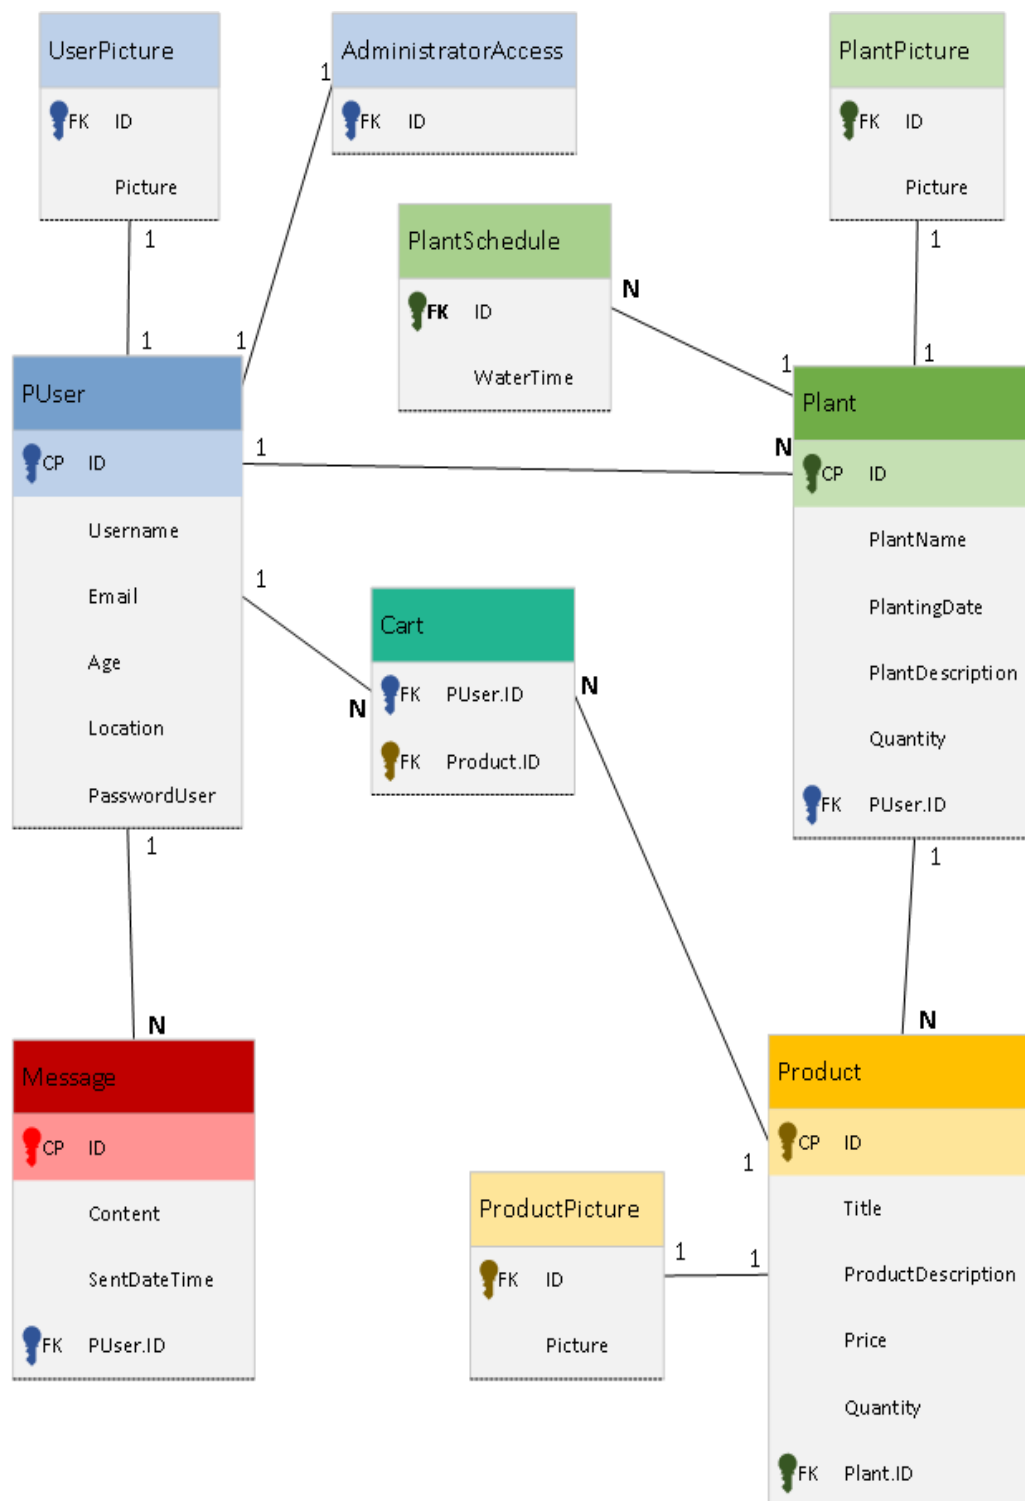 UserPicture
FK ID
Picture
1
1
AdministratorAccess
FK ID
1
1
PlantPicture
FK ID
Picture
1
1
PlantSchedule
FK ID
WaterTime
N
1
PUser
CP ID
Username
Email
Age
Location
PasswordUser
1
N
1
N
1
Plant
CP ID
PlantName
PlantingDate
PlantDescription
Quantity
FK PUser.ID
1
Cart
FK PUser.ID
FK Product.ID
N
1
Message
N
CP ID
Content
SentDateTime
FK PUser.ID
ProductPicture
FK ID
Picture
1
1
Product
N
CP ID
Title
ProductDescription
Price
Quantity
FK Plant.ID